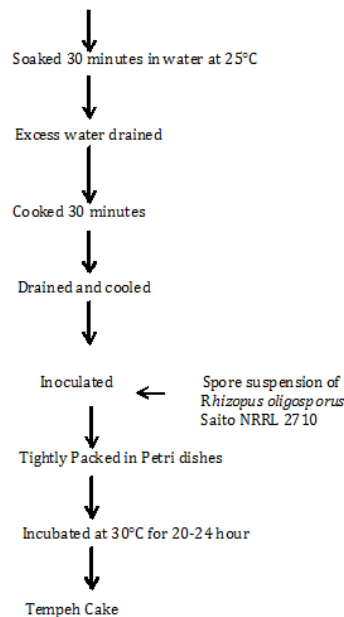 Soaked 30 minutes in water at 25°C
Excess water drained
Cooked 30 minutes
Drained and cooled
Inoculated
Spore suspension of
Rhizopus oligosporus
Saito NRRL 2710
Tightly Packed in Petri dishes
Incubated at 30°C for 20-24 hour
Tempeh Cake